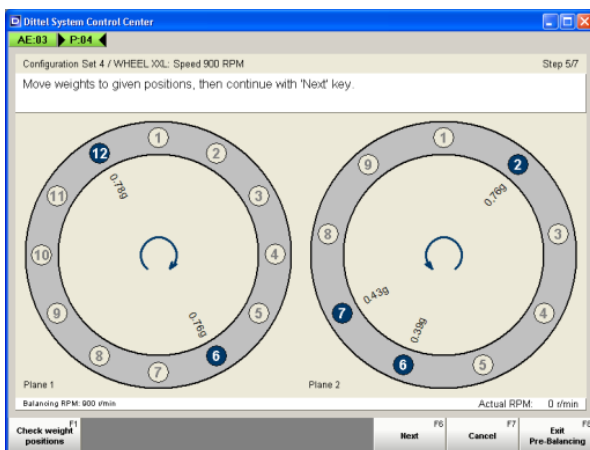 Dittel System Control Center
AE:03 P:04
Configuration Set 4 / WHEEL XXL: Speed 900 RPM Step 5/7
Move weights to given positions, then continue with 'Next' key.
1
2
3
4
5
6
7
8
9
10
11
12
0.78g
0.76g
Plane 1
1
2
3
4
5
6
7
8
9
0.76g
0.43g
0.39g
Plane 2
Balancing RPM: 900 r/min Actual RPM: 0 r/min
F1 F6 F7 F8
Check weight positions Next Cancel Exit Pre-Balancing